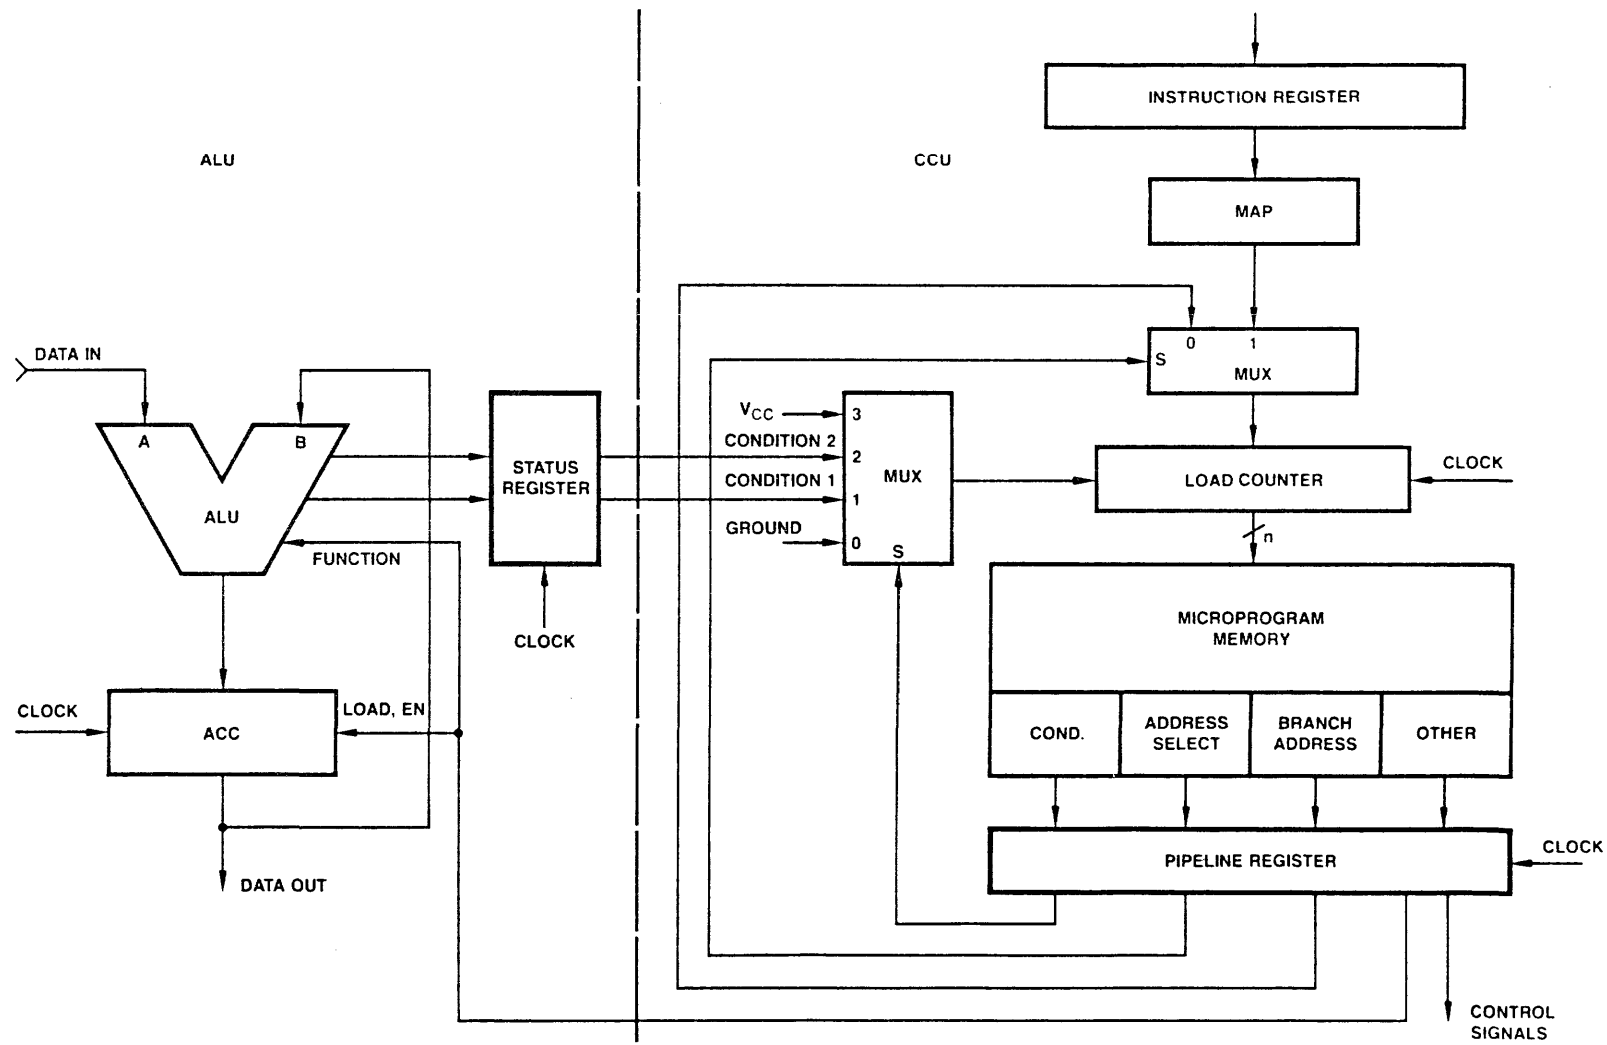 ALU
CCU
INSTRUCTION REGISTER
MAP
0 1
S
MUX
DATA IN
A
B
ALU
FUNCTION
STATUS
REGISTER
CLOCK
VCC
3
CONDITION 2
2
CONDITION 1
1
GROUND
0
MUX
S
LOAD COUNTER
CLOCK
n
MICROPROGRAM
MEMORY
COND.
ADDRESS
SELECT
BRANCH
ADDRESS
OTHER
CLOCK
ACC
LOAD, EN
PIPELINE REGISTER
CLOCK
DATA OUT
CONTROL
SIGNALS